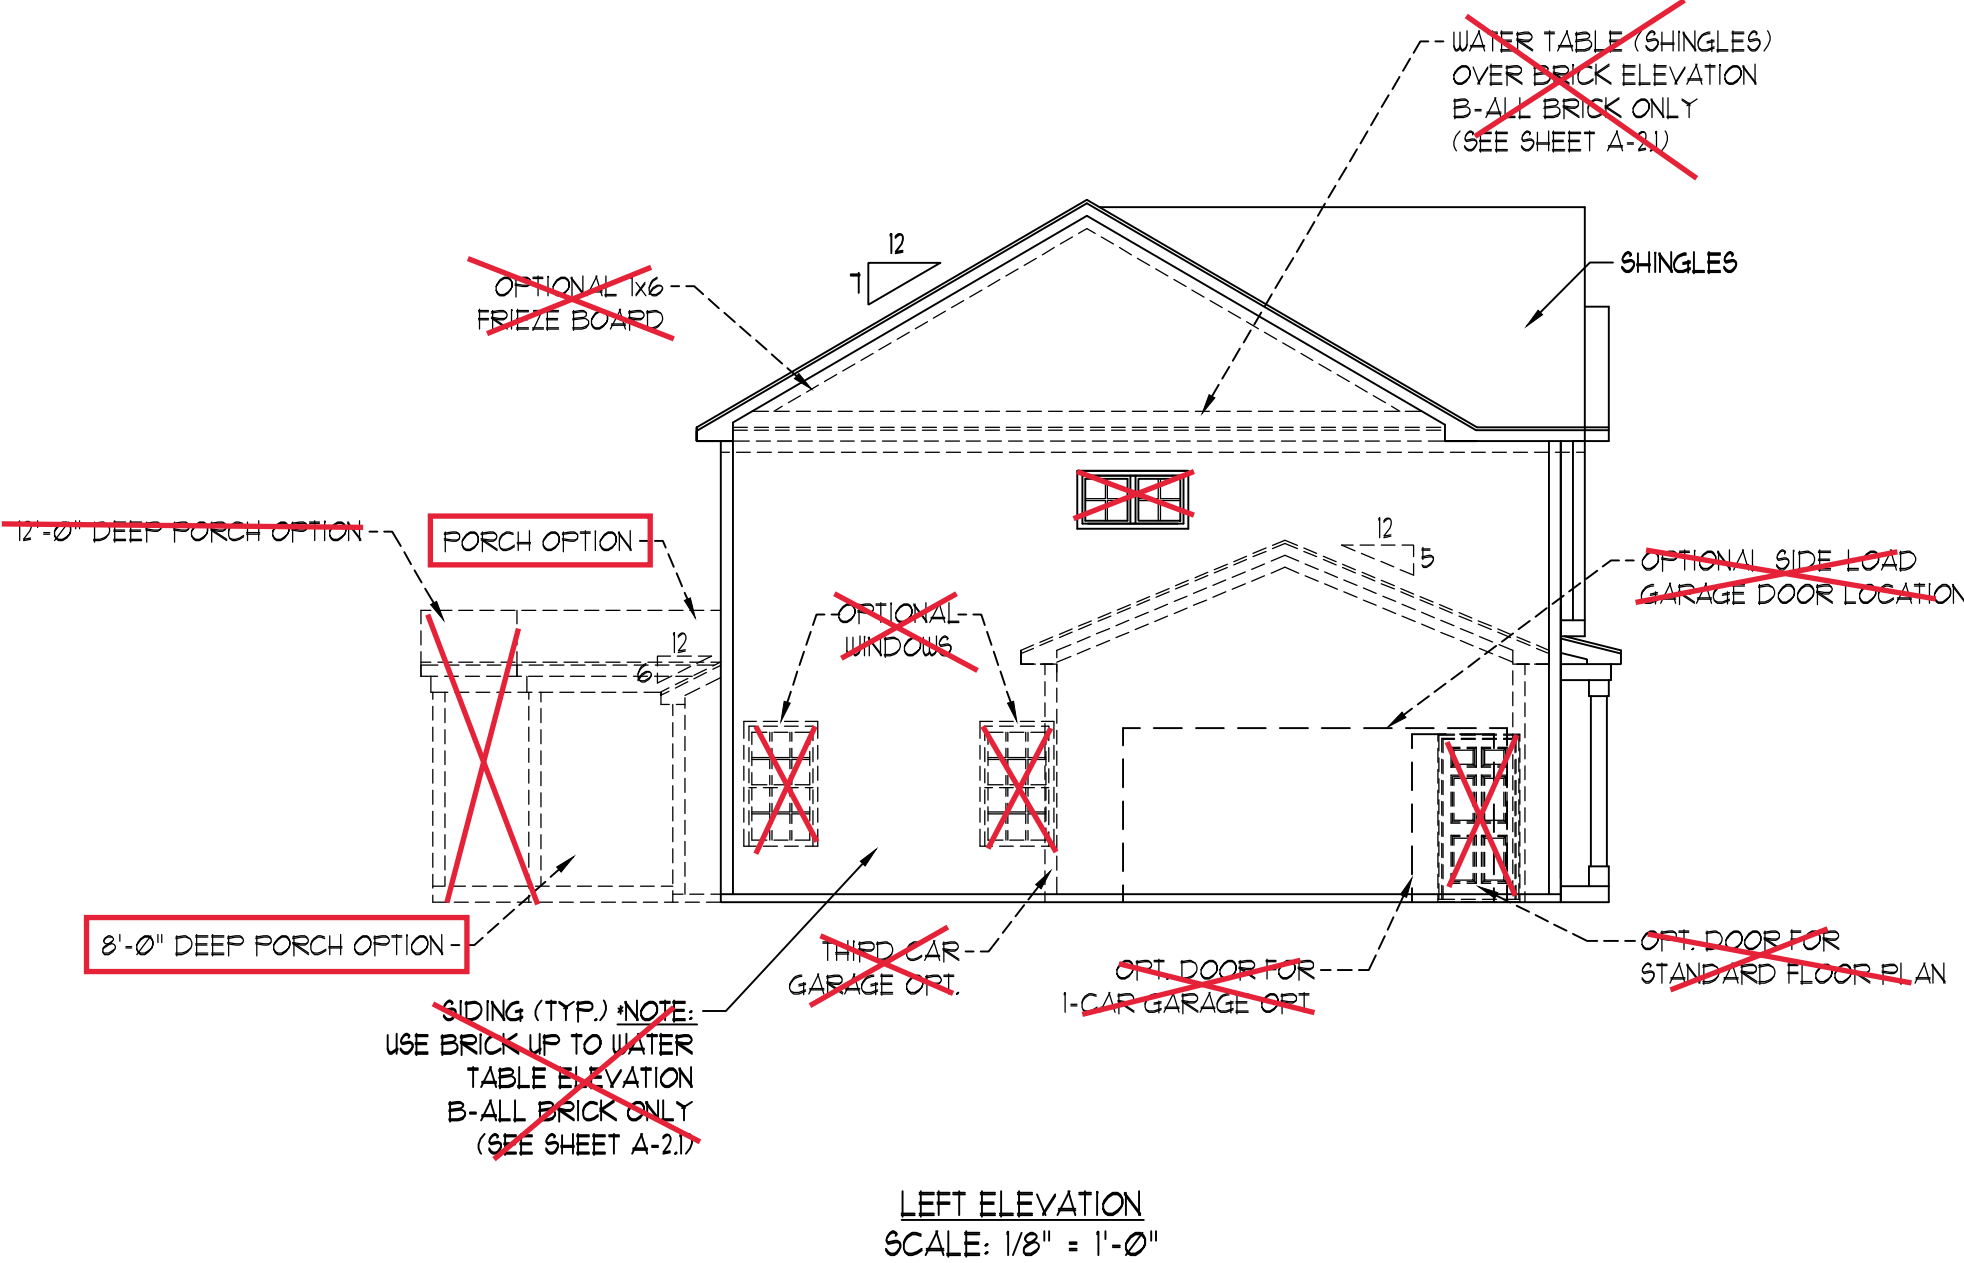 WATER TABLE (SHINGLES)
OVER BRICK ELEVATION
B-ALL BRICK ONLY
(SEE SHEET A-2.1)
12
7
SHINGLES
OPTIONAL 1x6
FRIEZE BOARD
12'-0" DEEP PORCH OPTION
PORCH OPTION
12
5
OPTIONAL SIDE LOAD
GARAGE DOOR LOCATION
OPTIONAL
WINDOWS
12
6
8'-0" DEEP PORCH OPTION
THIRD CAR
GARAGE OPT.
OPT. DOOR FOR
1-CAR GARAGE OPT.
OPT. DOOR FOR
STANDARD FLOOR PLAN
SIDING (TYP.) *NOTE:
USE BRICK UP TO WATER
TABLE ELEVATION
B-ALL BRICK ONLY
(SEE SHEET A-2.1)
LEFT ELEVATION
SCALE: 1/8" = 1'-0"